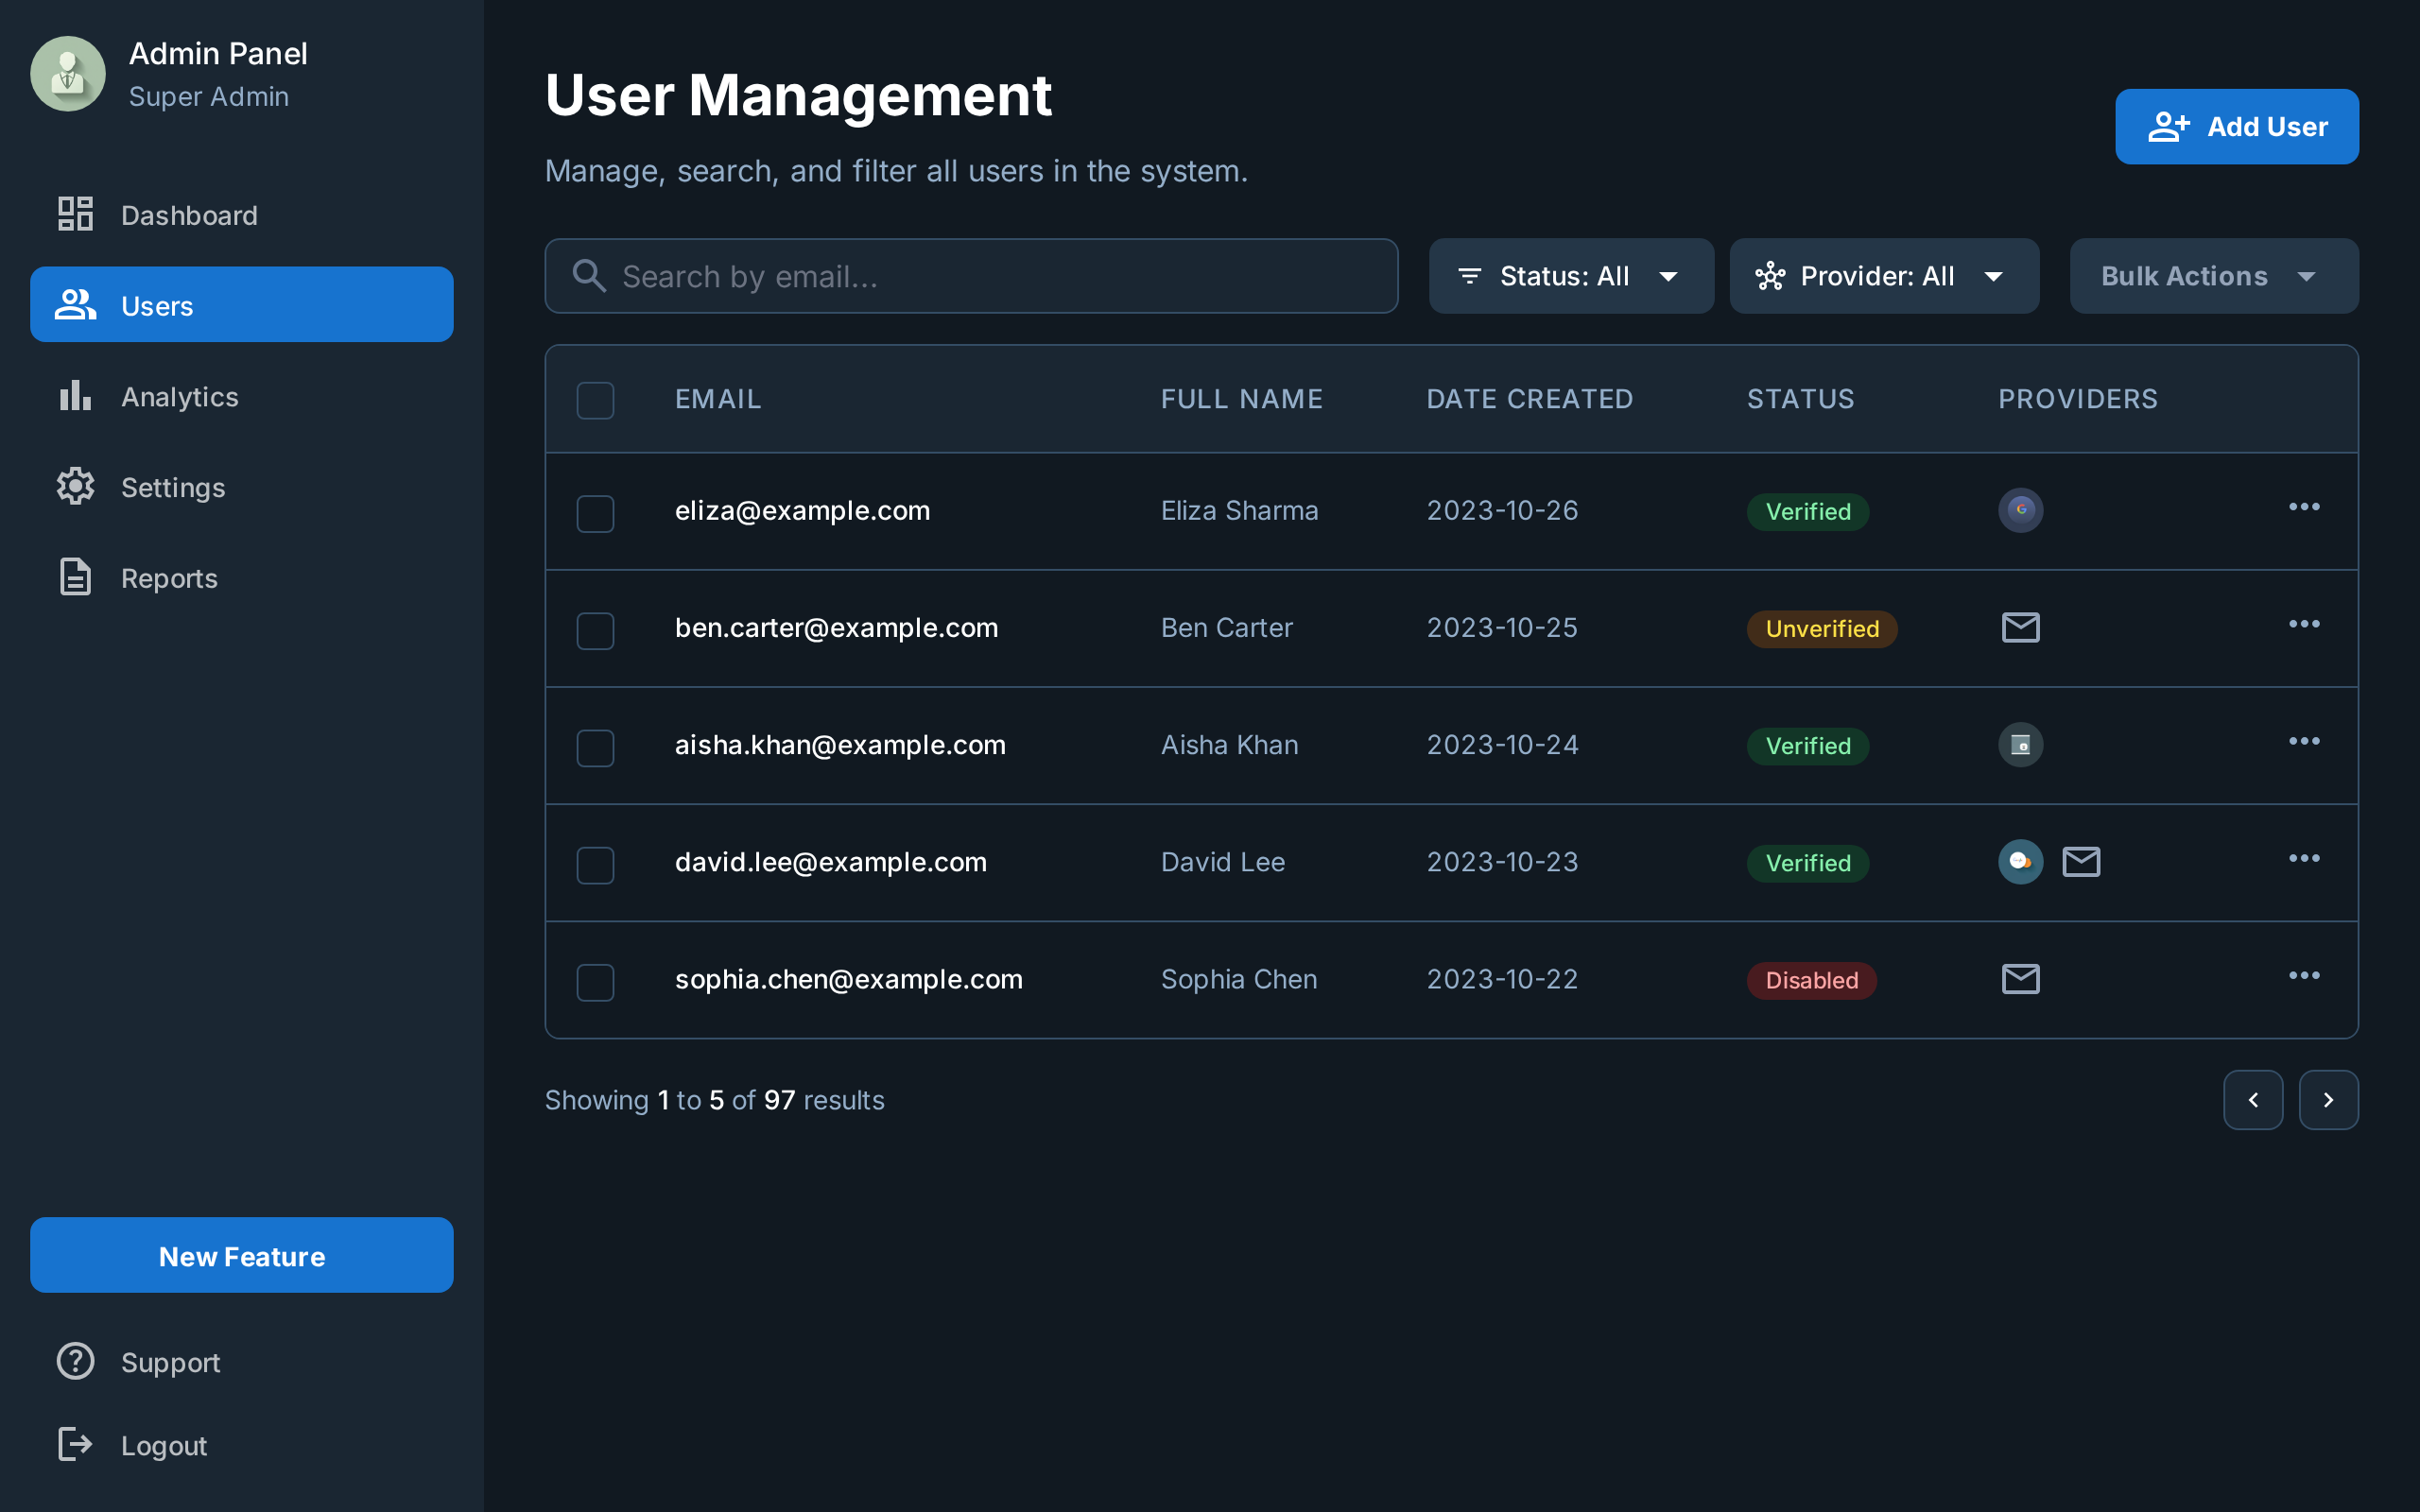 Admin Panel
Super Admin
Dashboard
Users
Analytics
Settings
Reports
New Feature
Support
Logout
User Management
Manage, search, and filter all users in the system.
Add User
Search by email...
Status: All
Provider: All
Bulk Actions
EMAIL FULL NAME DATE CREATED STATUS PROVIDERS
eliza@example.com Eliza Sharma 2023-10-26 Verified
ben.carter@example.com Ben Carter 2023-10-25 Unverified
aisha.khan@example.com Aisha Khan 2023-10-24 Verified
david.lee@example.com David Lee 2023-10-23 Verified
sophia.chen@example.com Sophia Chen 2023-10-22 Disabled
Showing 1 to 5 of 97 results